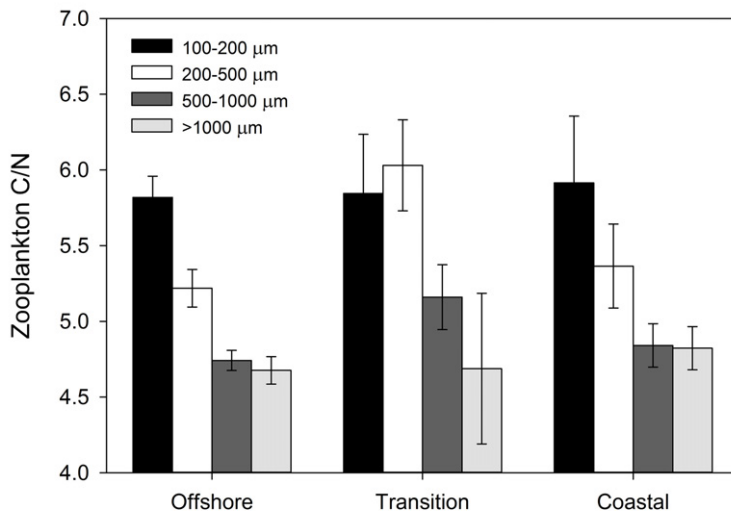 7.0
6.5
6.0
5.5
5.0
4.5
4.0
Zooplankton C/N
100-200 μm
200-500 μm
500-1000 μm
>1000 μm
Offshore
Transition
Coastal